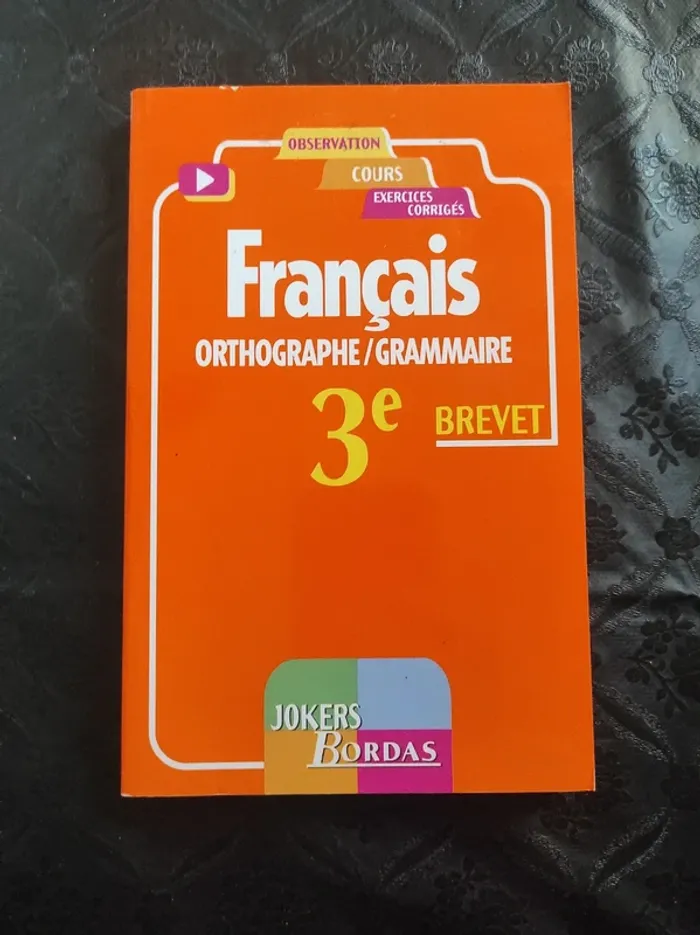 OBSERVATION
COURS
EXERCICES
CORRIGÉS
Français
ORTHOGRAPHE/GRAMMAIRE
3e BREVET
JOKERS
BORDAS